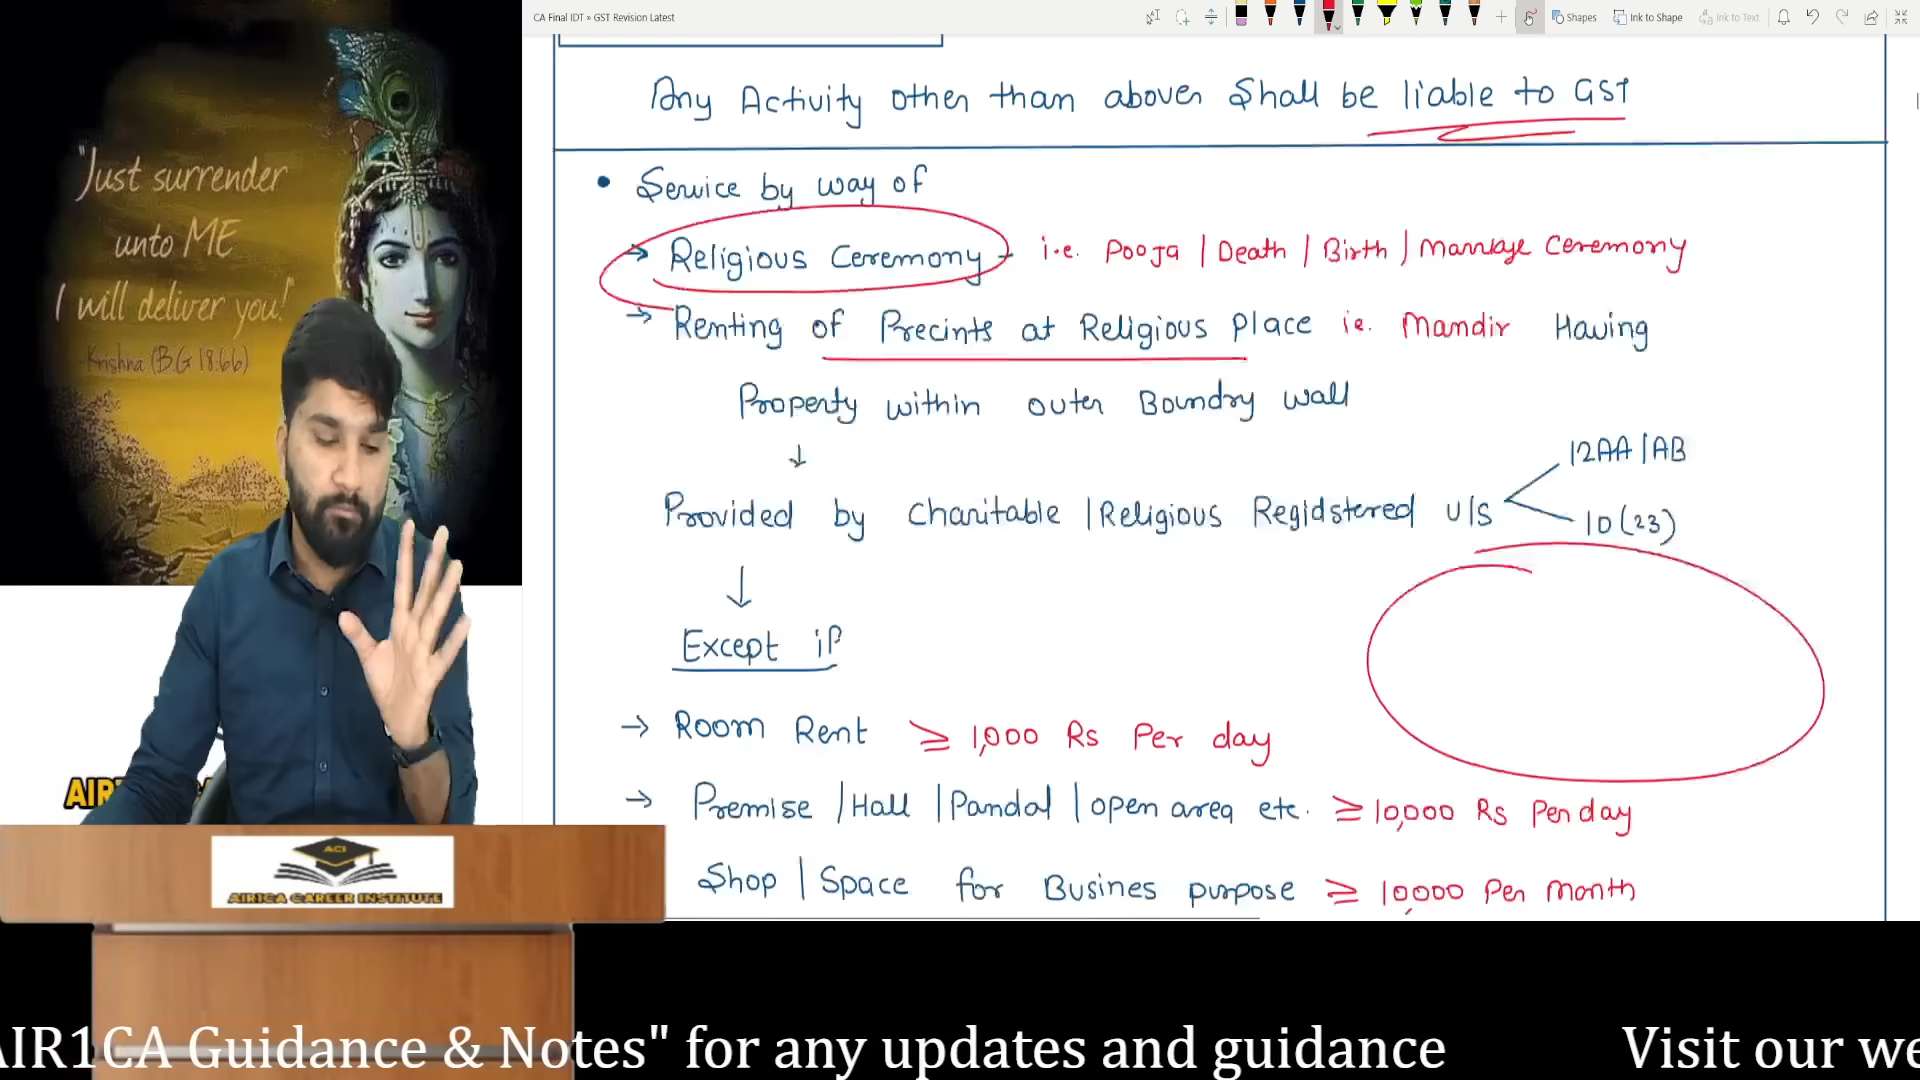 CA Final IDT » GST Revision Latest
Shapes
Ink to Shape
Ink to Text
Any Activity other than above Shall be liable to GST
"Just surrender
unto ME
I will deliver you!"
-Krishna (B.G 18:66)
• Service by way of
→ Religious Ceremony - i.e. Pooja | Death | Birth | Marriage Ceremony
→ Renting of Precints at Religious Place ie. Mandir Having
Property within outer Boundry wall
↓
Provided by Charitable | Religious Regidstered u/s
12AA | AB
10(23)
↓
Except if
→ Room Rent ≥ 1,000 Rs Per day
→ Premise | Hall | Pandal | open area etc. ≥ 10,000 Rs Per day
Shop | Space for Busines purpose ≥ 10,000 Per Month
ACI
AIR1CA CAREER INSTITUTE
AIR1CA Guidance & Notes" for any updates and guidance
Visit our we